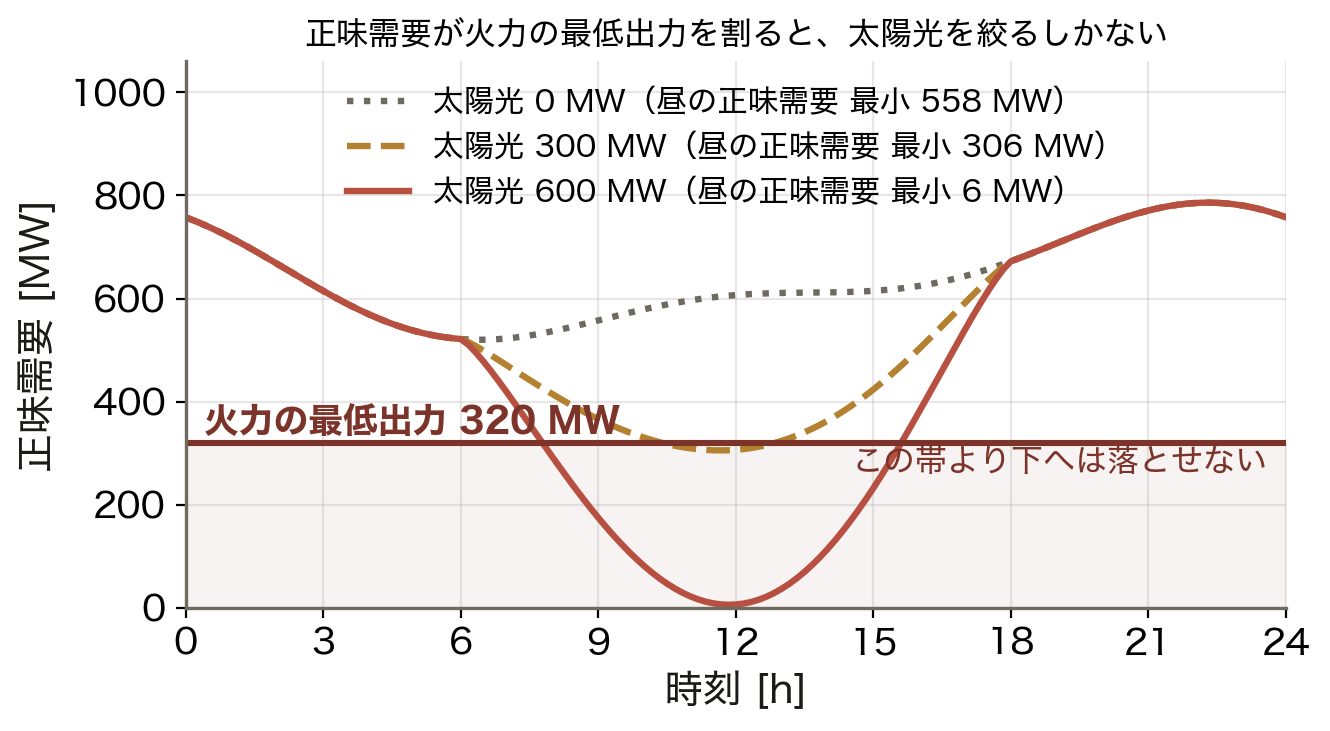 正味需要が火力の最低出力を割ると、太陽光を絞るしかない
太陽光 0 MW（昼の正味需要 最小 558 MW）
太陽光 300 MW（昼の正味需要 最小 306 MW）
太陽光 600 MW（昼の正味需要 最小 6 MW）
正味需要 [MW]
1000
800
600
400
200
0
火力の最低出力 320 MW
この帯より下へは落とせない
0 3 6 9 12 15 18 21 24
時刻 [h]